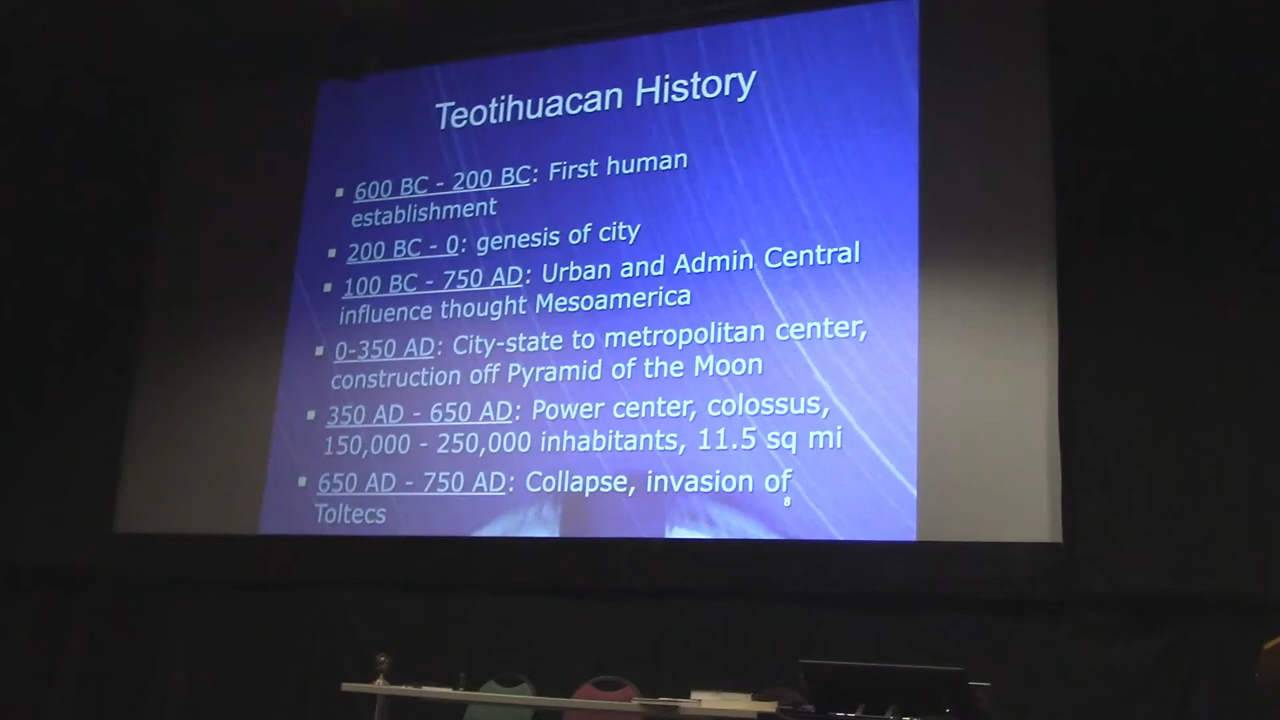 Teotihuacan History
▪ 600 BC - 200 BC: First human
establishment
▪ 200 BC - 0: genesis of city
▪ 100 BC - 750 AD: Urban and Admin Central
influence thought Mesoamerica
▪ 0-350 AD: City-state to metropolitan center,
construction off Pyramid of the Moon
▪ 350 AD - 650 AD: Power center, colossus,
150,000 - 250,000 inhabitants, 11.5 sq mi
▪ 650 AD - 750 AD: Collapse, invasion of
Toltecs
8